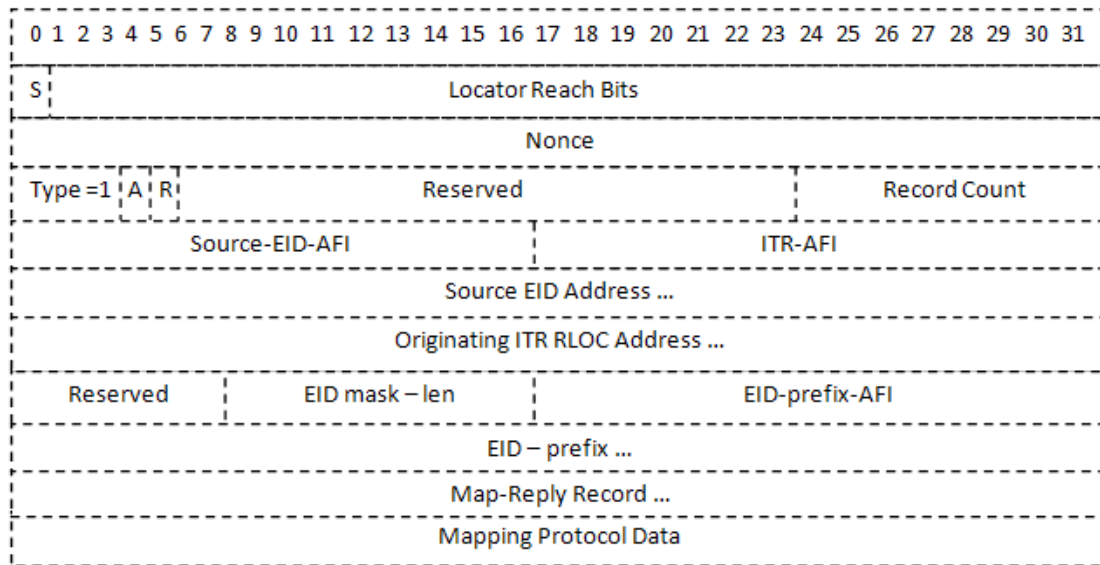 0 1 2 3 4 5 6 7 8 9 10 11 12 13 14 15 16 17 18 19 20 21 22 23 24 25 26 27 28 29 30 31
S Locator Reach Bits
Nonce
Type =1 A R Reserved Record Count
Source-EID-AFI ITR-AFI
Source EID Address ...
Originating ITR RLOC Address ...
Reserved EID mask – len EID-prefix-AFI
EID – prefix ...
Map-Reply Record ...
Mapping Protocol Data